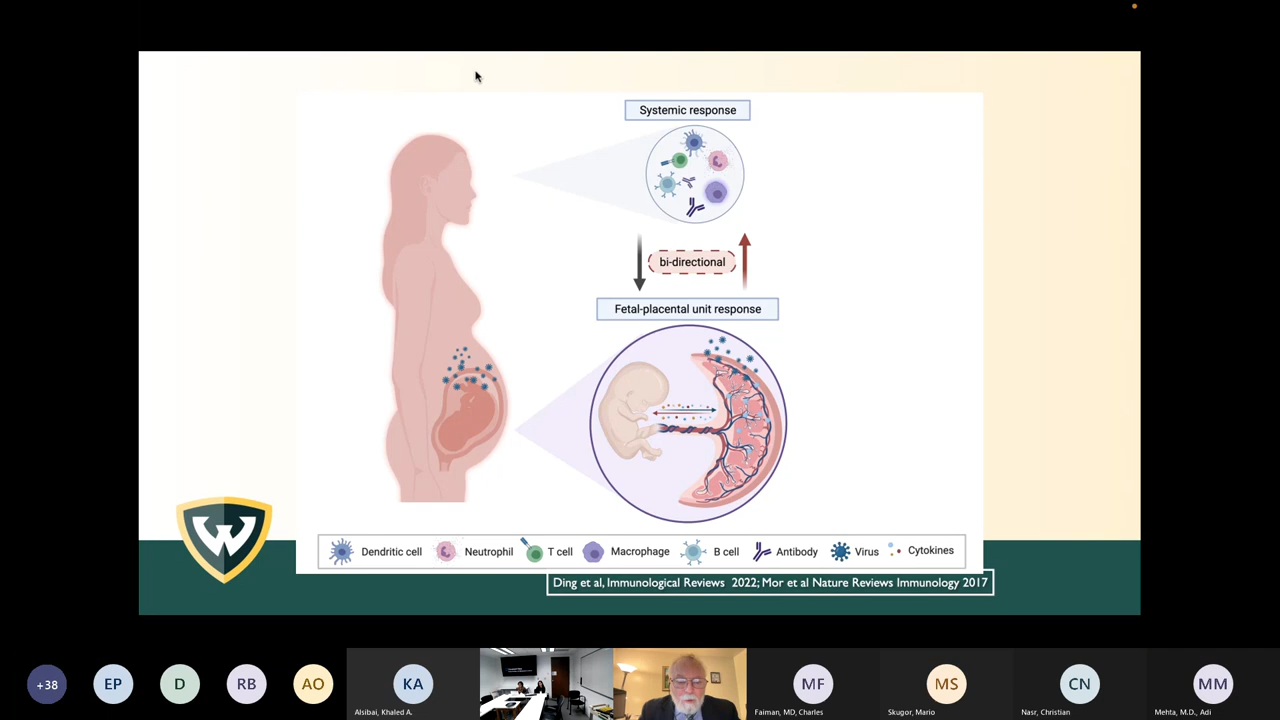 Systemic response
bi-directional
Fetal-placental unit response
Dendritic cell
Neutrophil
T cell
Macrophage
B cell
Antibody
Virus
Cytokines
Ding et al, Immunological Reviews 2022; Mor et al Nature Reviews Immunology 2017
W
+38
EP
D
RB
AO
KA
MF
MS
CN
MM
Alsibai, Khaled A.
Faiman, MD, Charles
Skugor, Mario
Nasr, Christian
Mehta, M.D., Adi